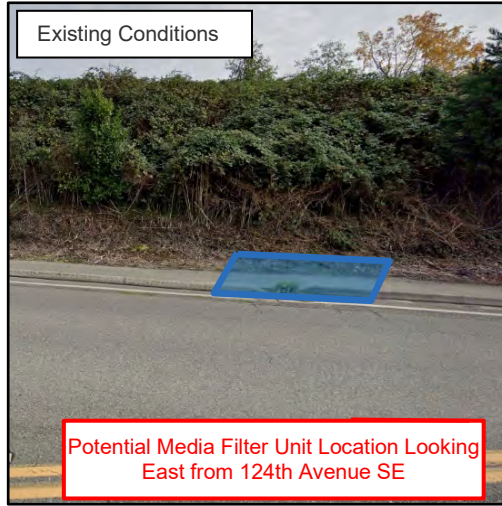 Existing Conditions
Potential Media Filter Unit Location Looking
East from 124th Avenue SE